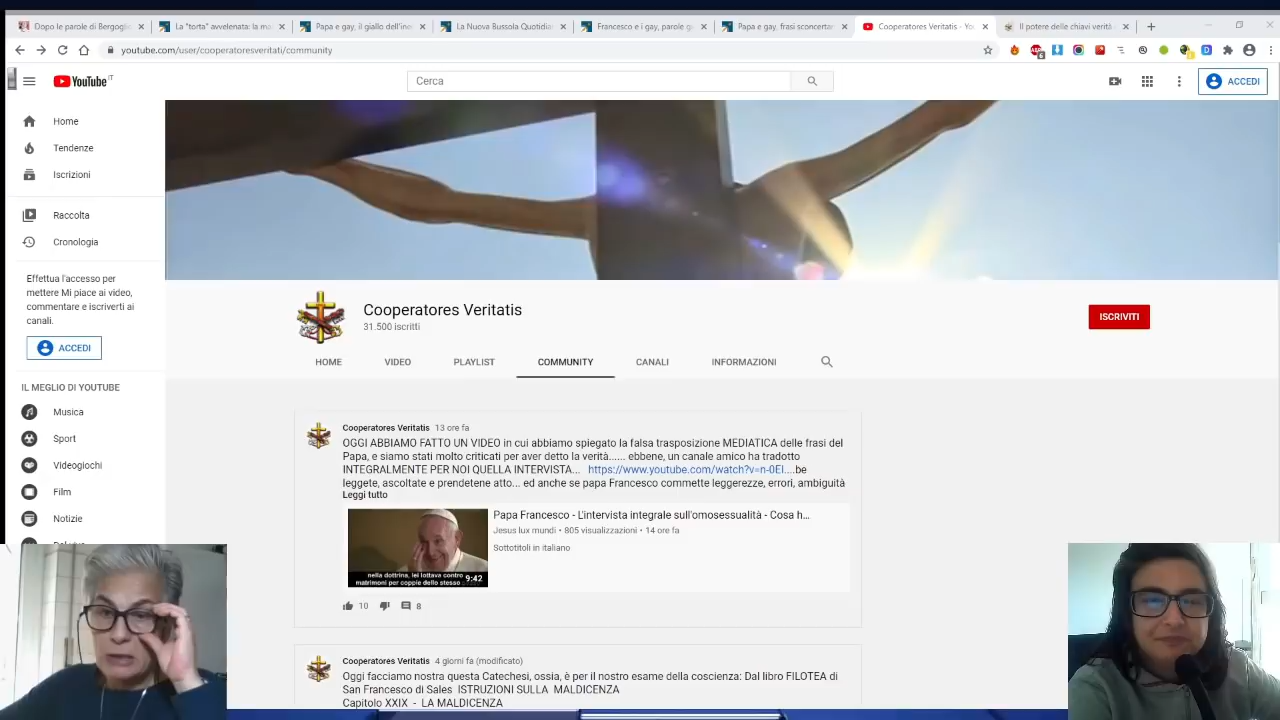 Dopo le parole di Bergogli
La "torta" avvelenata: la ma
Papa e gay, il giallo dell'ine
La Nuova Bussola Quotidia
Francesco e i gay, parole g
Papa e gay, frasi sconcertan
Cooperatores Veritatis - Yo
Il potere delle chiavi verità
youtube.com/user/cooperatoresveritati/community
YouTube IT
Cerca
ACCEDI
Home
Tendenze
Iscrizioni
Raccolta
Cronologia
Effettua l'accesso per
mettere Mi piace ai video,
commentare e iscriverti ai
canali.
ACCEDI
IL MEGLIO DI YOUTUBE
Musica
Sport
Videogiochi
Film
Notizie
Cooperatores Veritatis
31.500 iscritti
ISCRIVITI
HOME VIDEO PLAYLIST COMMUNITY CANALI INFORMAZIONI
Cooperatores Veritatis 13 ore fa
OGGI ABBIAMO FATTO UN VIDEO in cui abbiamo spiegato la falsa trasposizione MEDIATICA delle frasi del
Papa, e siamo stati molto criticati per aver detto la verità...... ebbene, un canale amico ha tradotto
INTEGRALMENTE PER NOI QUELLA INTERVISTA... https://www.youtube.com/watch?v=n-0EI....be
leggete, ascoltate e prendetene atto... ed anche se papa Francesco commette leggerezze, errori, ambiguità
Leggi tutto
nella dottrina, lei lottava contro
matrimoni per coppie dello stesso
9:42
Papa Francesco - L'intervista integrale sull'omosessualità - Cosa h...
Jesus lux mundi • 805 visualizzazioni • 14 ore fa
Sottotitoli in italiano
10 8
Cooperatores Veritatis 4 giorni fa (modificato)
Oggi facciamo nostra questa Catechesi, ossia, è per il nostro esame della coscienza: Dal libro FILOTEA di
San Francesco di Sales ISTRUZIONI SULLA MALDICENZA
Capitolo XXIX - LA MALDICENZA